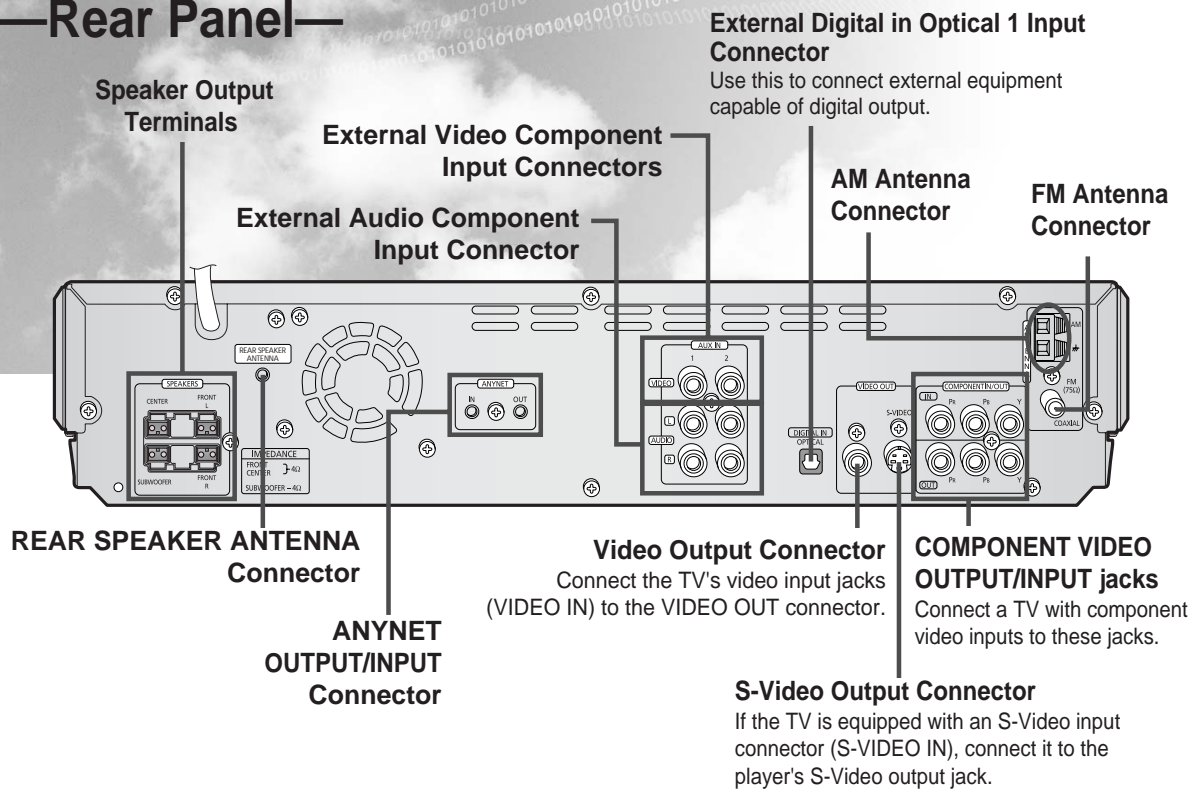 —Rear Panel—
External Digital in Optical 1 Input
Connector
Use this to connect external equipment
capable of digital output.
Speaker Output
Terminals
External Video Component
Input Connectors
AM Antenna
Connector
FM Antenna
Connector
External Audio Component
Input Connector
REAR SPEAKER
ANTENNA
SPEAKERS
CENTER
FRONT
L
SUBWOOFER
FRONT
R
IMPEDANCE
FRONT
CENTER
4Ω
SUBWOOFER – 4Ω
ANYNET
IN
OUT
AUX IN
1
2
VIDEO
L
AUDIO
R
DIGITAL IN
OPTICAL
VIDEO OUT
S-VIDEO
COMPONENT IN/OUT
IN
PR
PB
Y
OUT
PR
PB
Y
AM
FM
(75Ω)
COAXIAL
REAR SPEAKER ANTENNA
Connector
ANYNET
OUTPUT/INPUT
Connector
Video Output Connector
Connect the TV's video input jacks
(VIDEO IN) to the VIDEO OUT connector.
COMPONENT VIDEO
OUTPUT/INPUT jacks
Connect a TV with component
video inputs to these jacks.
S-Video Output Connector
If the TV is equipped with an S-Video input
connector (S-VIDEO IN), connect it to the
player's S-Video output jack.